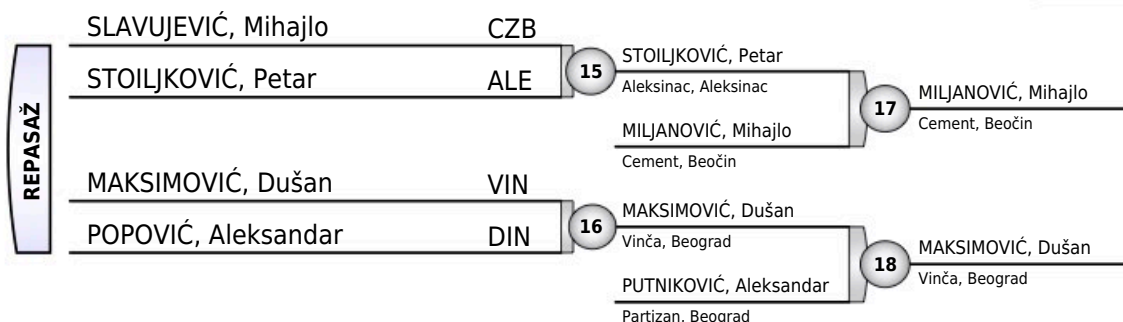 REPASAŽ
SLAVUJEVIĆ, Mihajlo CZB
STOILJKOVIĆ, Petar ALE
MAKSIMOVIĆ, Dušan VIN
POPOVIĆ, Aleksandar DIN
15
STOILJKOVIĆ, Petar
Aleksinac, Aleksinac
MILJANOVIĆ, Mihajlo
Cement, Beočin
16
MAKSIMOVIĆ, Dušan
Vinča, Beograd
PUTNIKOVIĆ, Aleksandar
Partizan, Beograd
17
MILJANOVIĆ, Mihajlo
Cement, Beočin
18
MAKSIMOVIĆ, Dušan
Vinča, Beograd